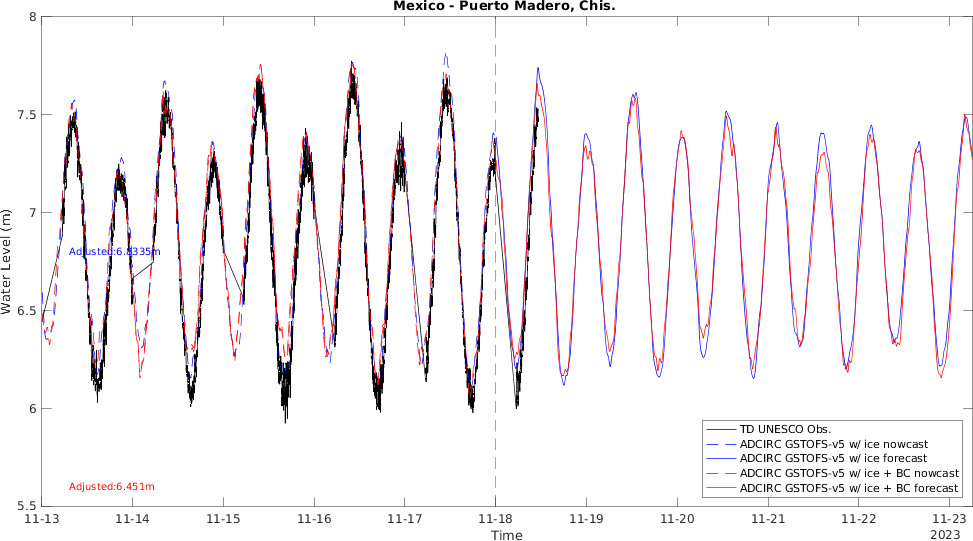 Mexico - Puerto Madero, Chis.
8
7.5
7
6.5
6
5.5
Water Level (m)
Adjusted:6.8335m
Adjusted:6.451m
TD UNESCO Obs.
ADCIRC GSTOFS-v5 w/ ice nowcast
ADCIRC GSTOFS-v5 w/ ice forecast
ADCIRC GSTOFS-v5 w/ ice + BC nowcast
ADCIRC GSTOFS-v5 w/ ice + BC forecast
11-13 11-14 11-15 11-16 11-17 11-18 11-19 11-20 11-21 11-22 11-23
2023
Time